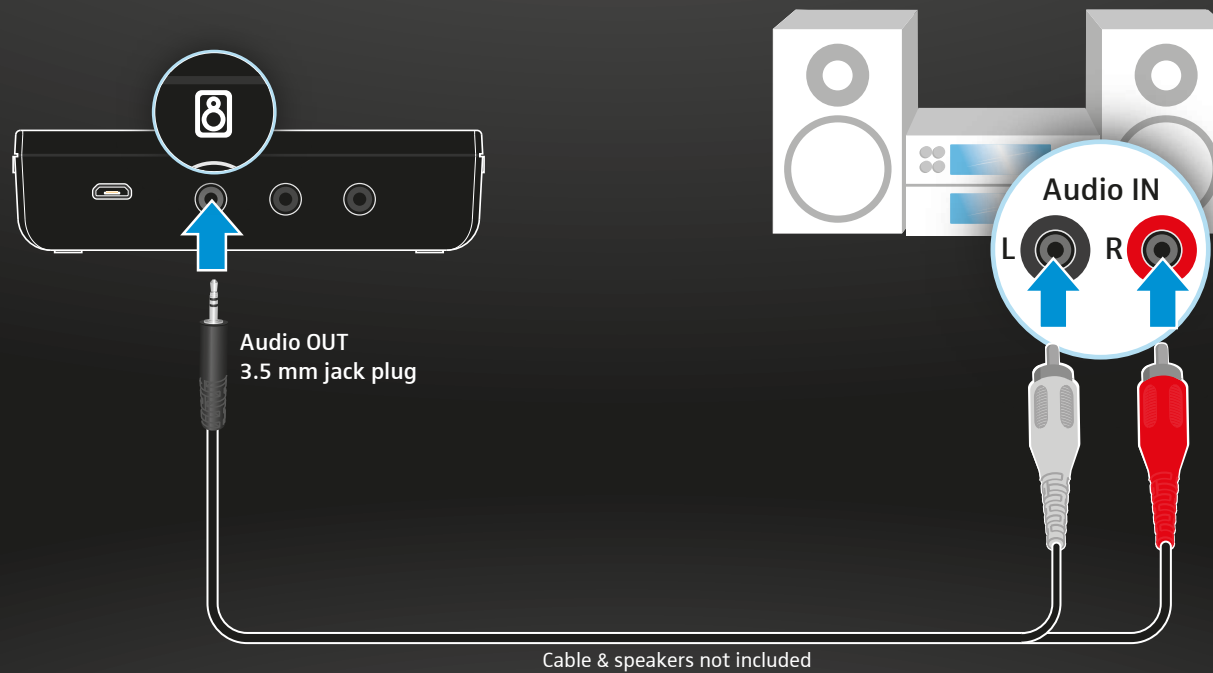 Audio IN
L R
Audio OUT
3.5 mm jack plug
Cable & speakers not included